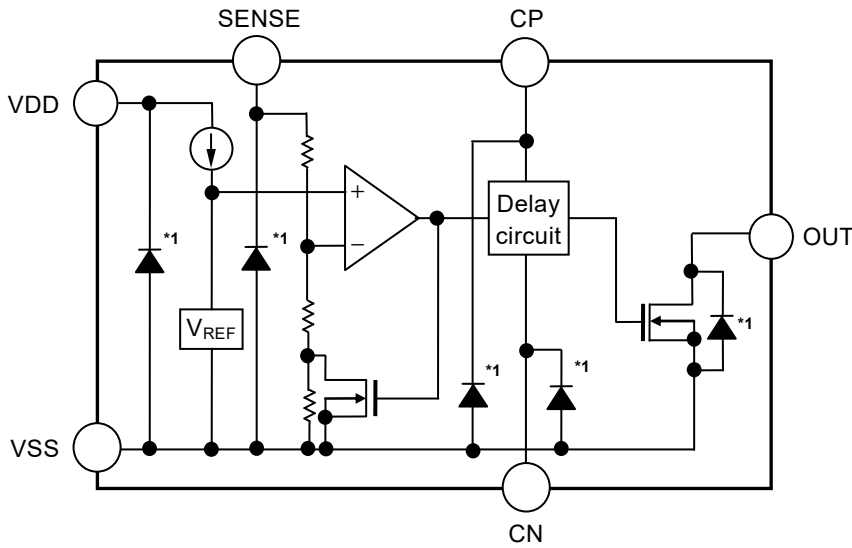 SENSE
CP
VDD
*1
*1
+
−
Delay
circuit
OUT
VREF
*1
*1
*1
VSS
CN